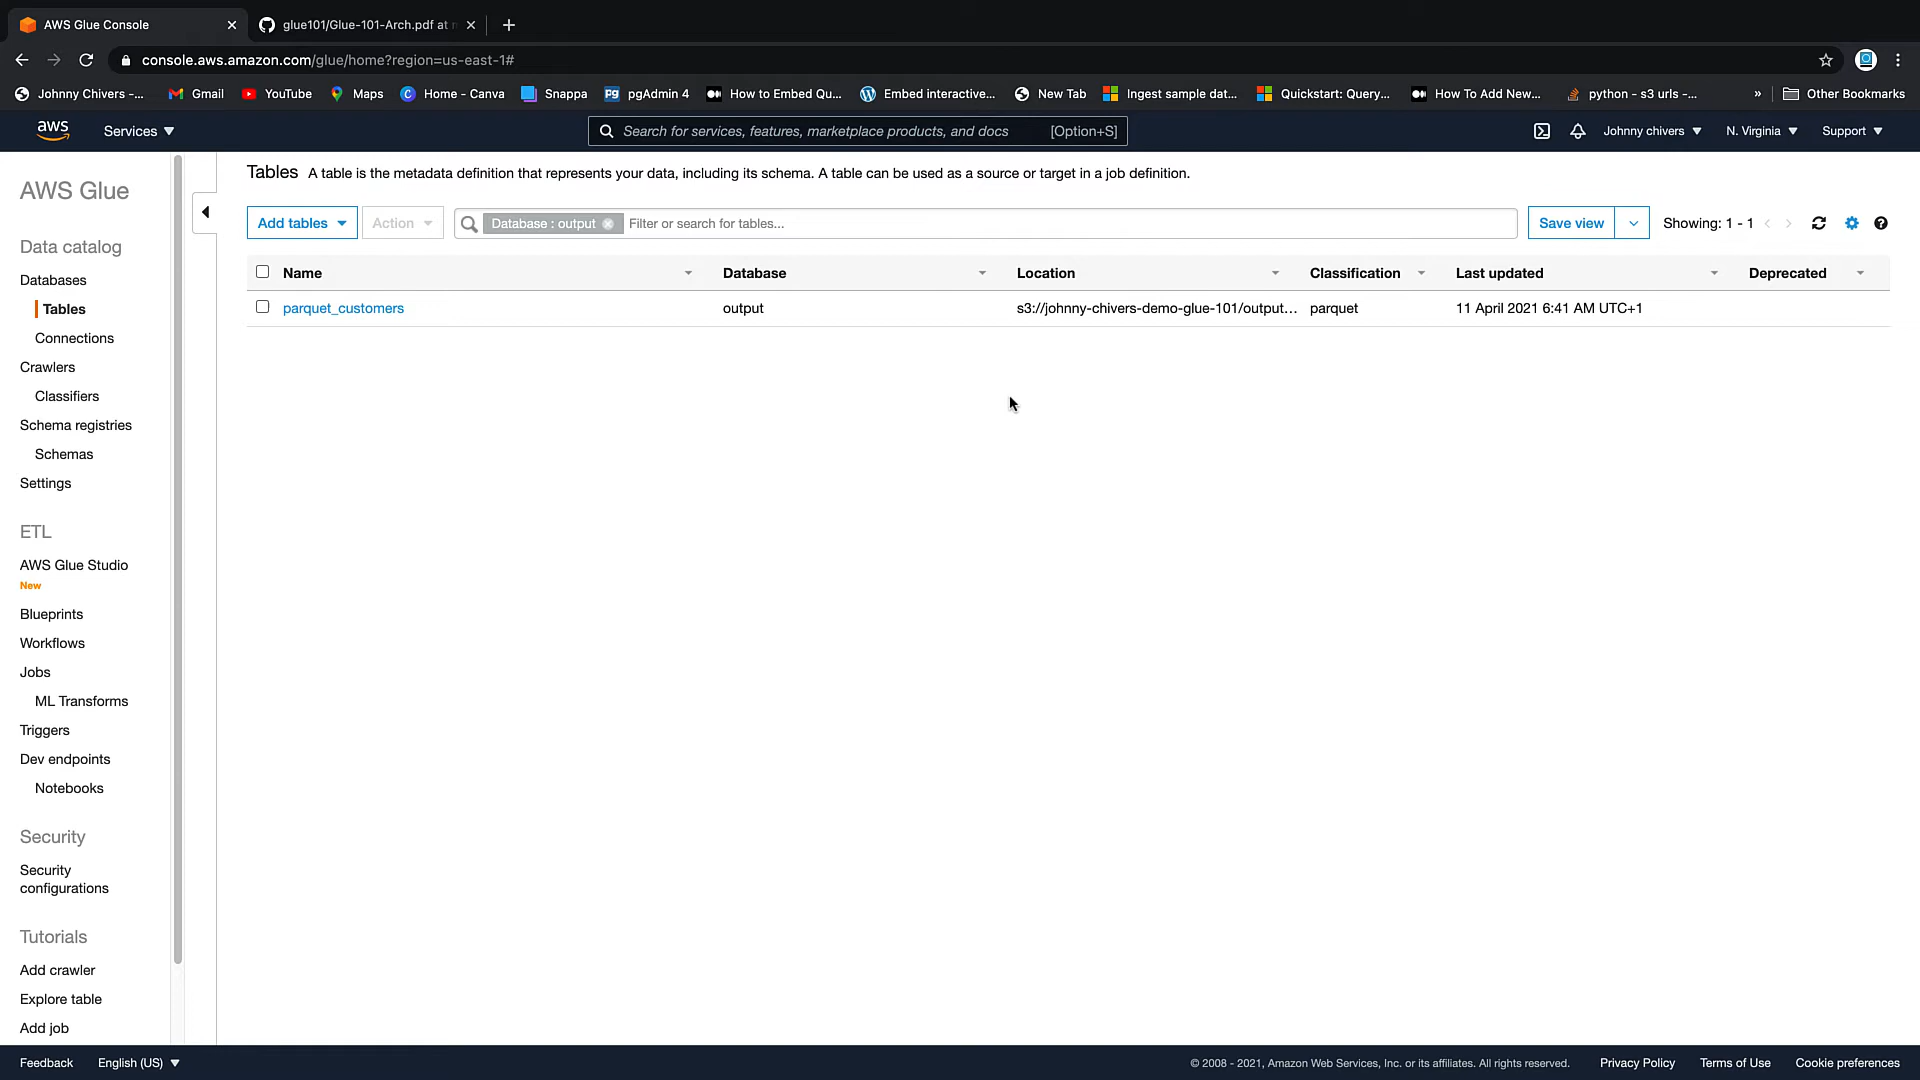 AWS Glue Console
glue101/Glue-101-Arch.pdf at
console.aws.amazon.com/glue/home?region=us-east-1#
Johnny Chivers -...
Gmail
YouTube
Maps
Home - Canva
Snappa
pgAdmin 4
How to Embed Qu...
Embed interactive...
New Tab
Ingest sample dat...
Quickstart: Query...
How To Add New...
python - s3 urls -...
»
Other Bookmarks
aws
Services
Search for services, features, marketplace products, and docs [Option+S]
Johnny chivers
N. Virginia
Support
AWS Glue
Data catalog
Databases
Tables
Connections
Crawlers
Classifiers
Schema registries
Schemas
Settings
ETL
AWS Glue Studio
New
Blueprints
Workflows
Jobs
ML Transforms
Triggers
Dev endpoints
Notebooks
Security
Security
configurations
Tutorials
Add crawler
Explore table
Add job
Tables A table is the metadata definition that represents your data, including its schema. A table can be used as a source or target in a job definition.
Add tables
Action
Database : output
Filter or search for tables...
Save view
Showing: 1 - 1
Name Database Location Classification Last updated Deprecated
parquet_customers output s3://johnny-chivers-demo-glue-101/output... parquet 11 April 2021 6:41 AM UTC+1
Feedback
English (US)
© 2008 - 2021, Amazon Web Services, Inc. or its affiliates. All rights reserved.
Privacy Policy
Terms of Use
Cookie preferences